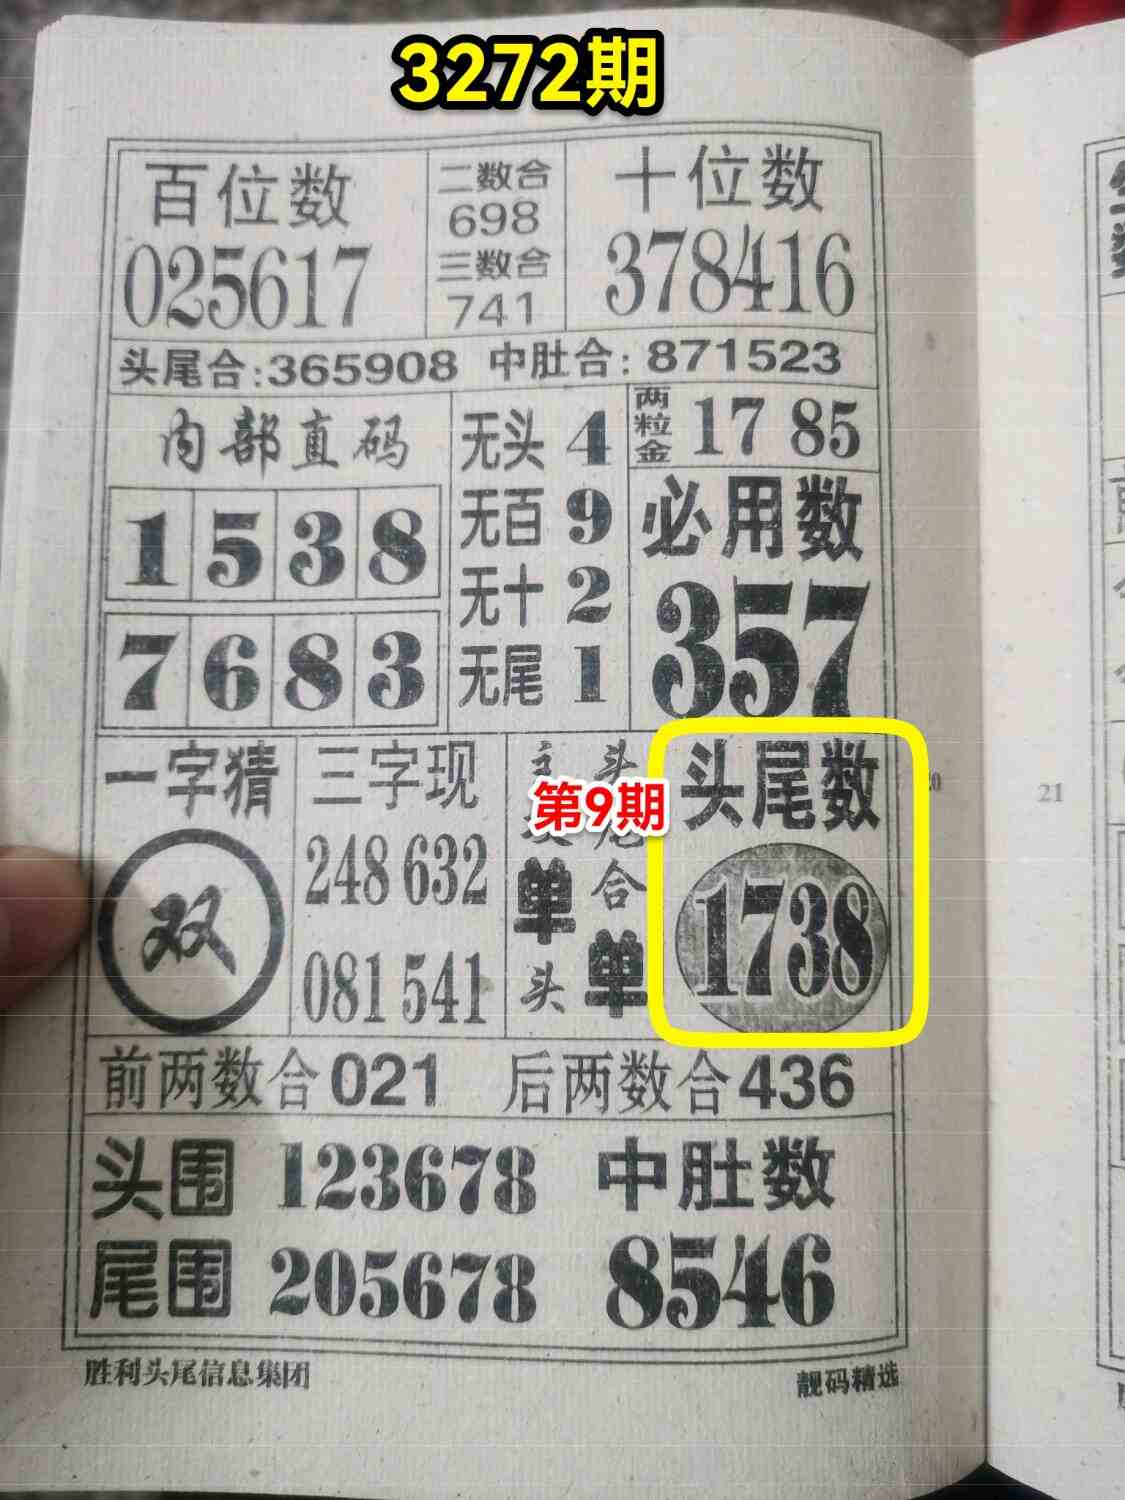 3272期
百位数
025617
二数合
698
三数合
741
十位数
378416
头尾合:365908 中肚合:871523
内部直码
1538
7683
无头 4
无百 9
无十 2
无尾 1
两粒金 17 85
必用数
357
一字猜
双
三字现
248 632
081 541
单头
合单
第9期
头尾数
1738
前两数合021 后两数合436
头围 123678
尾围 205678
中肚数
8546
胜利头尾信息集团
靓码精选
20
21